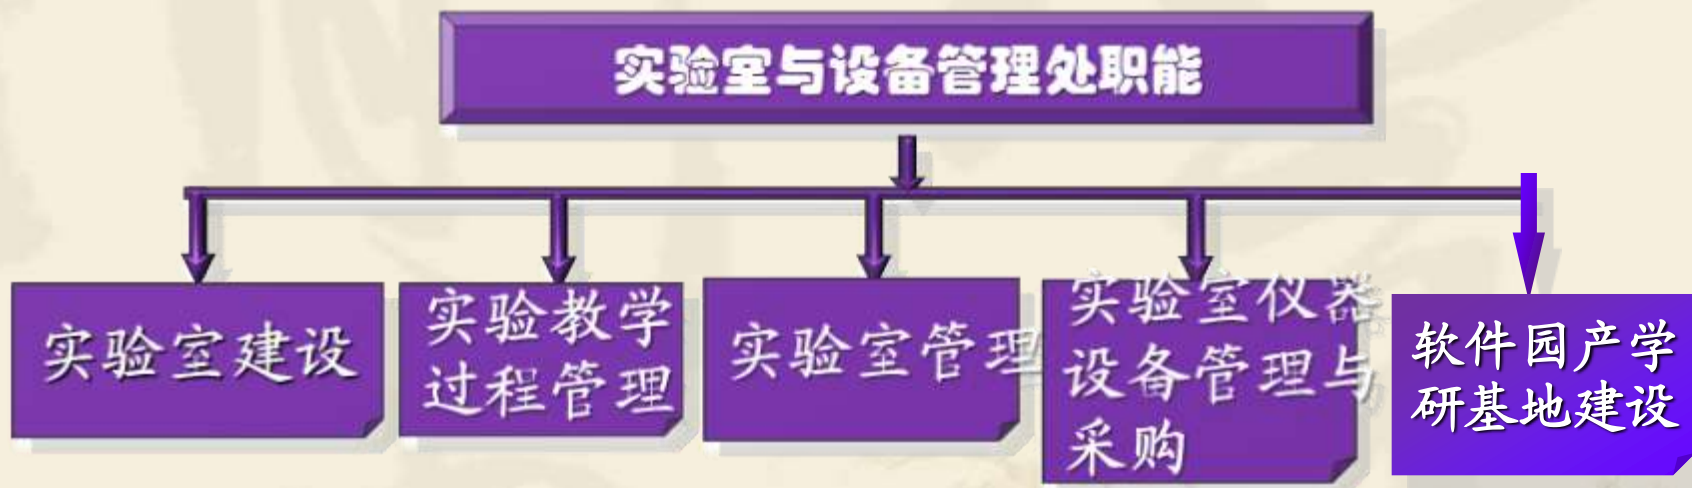 实验室与设备管理处职能
实验室建设
实验教学
过程管理
实验室管理
实验室仪器
设备管理与
采购
软件园产学
研基地建设